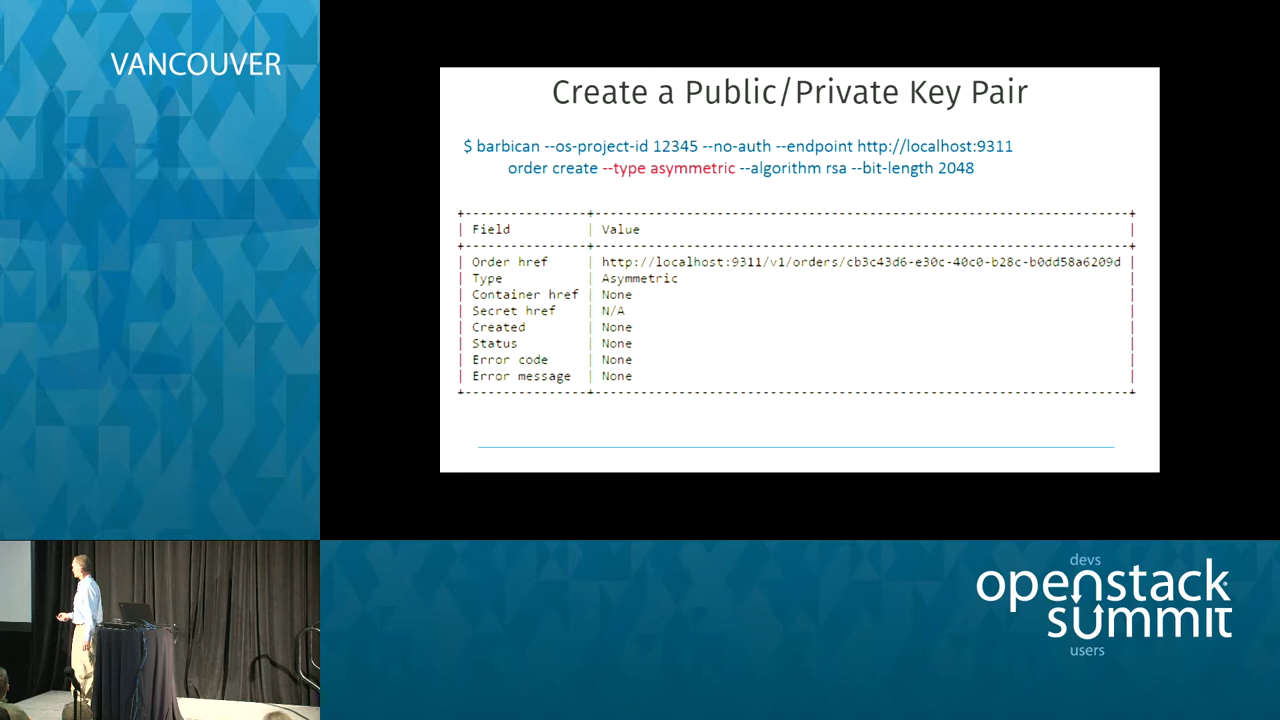 VANCOUVER
Create a Public/Private Key Pair
$ barbican --os-project-id 12345 --no-auth --endpoint http://localhost:9311
order create --type asymmetric --algorithm rsa --bit-length 2048
+----------------+----------------------------------------------------------------------+
| Field | Value |
+----------------+----------------------------------------------------------------------+
| Order href | http://localhost:9311/v1/orders/cb3c43d6-e30c-40c0-b28c-b0dd58a6209d |
| Type | Asymmetric |
| Container href | None |
| Secret href | N/A |
| Created | None |
| Status | None |
| Error code | None |
| Error message | None |
+----------------+----------------------------------------------------------------------+
devs
openstack
summit
users